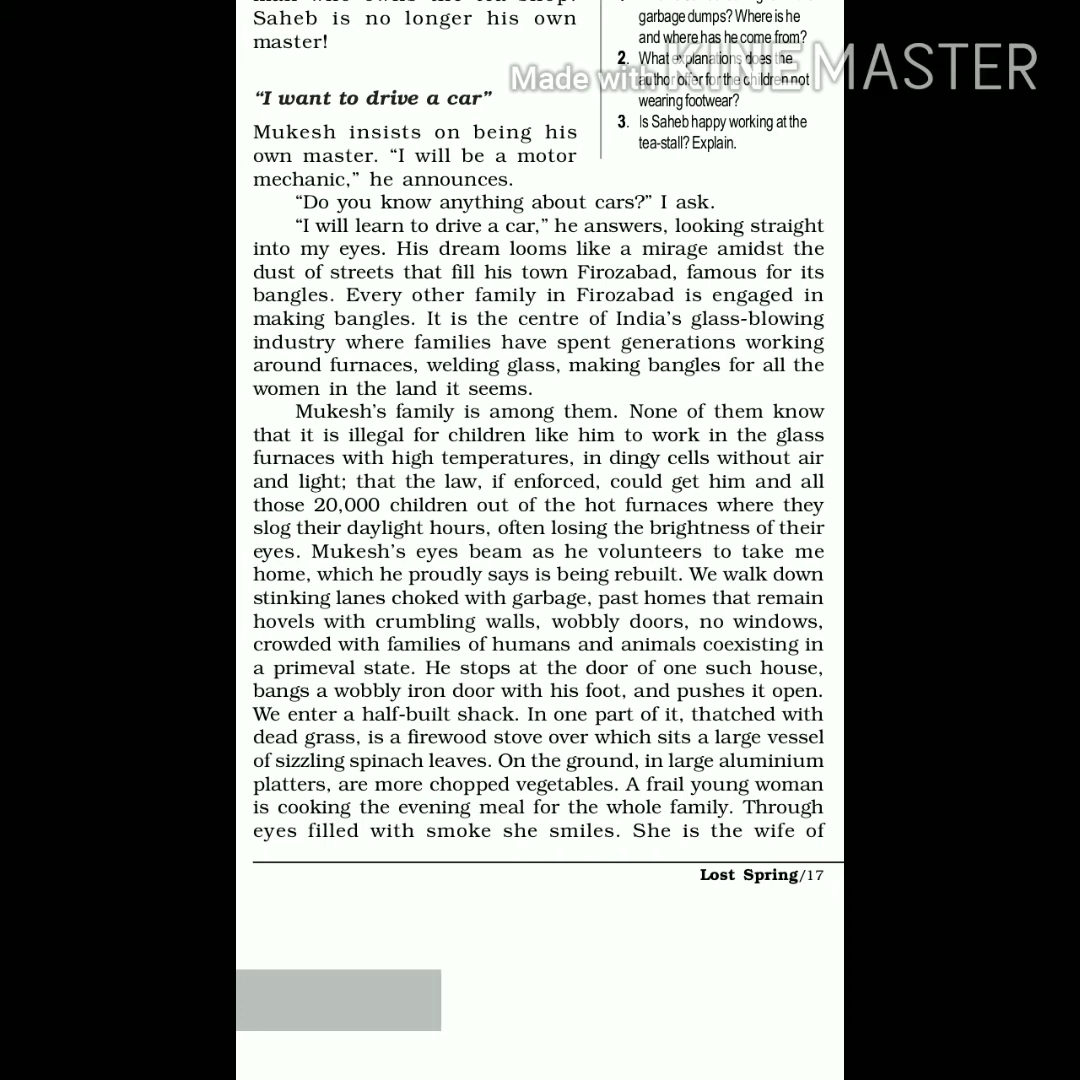 Saheb is no longer his own
master!
garbage dumps? Where is he
and where has he come from?
2. What explanations does the
author offer for the children not
wearing footwear?
3. Is Saheb happy working at the
tea-stall? Explain.
Made with KINEMASTER
“I want to drive a car”
Mukesh insists on being his
own master. “I will be a motor
mechanic,” he announces.
“Do you know anything about cars?” I ask.
“I will learn to drive a car,” he answers, looking straight
into my eyes. His dream looms like a mirage amidst the
dust of streets that fill his town Firozabad, famous for its
bangles. Every other family in Firozabad is engaged in
making bangles. It is the centre of India’s glass-blowing
industry where families have spent generations working
around furnaces, welding glass, making bangles for all the
women in the land it seems.
Mukesh’s family is among them. None of them know
that it is illegal for children like him to work in the glass
furnaces with high temperatures, in dingy cells without air
and light; that the law, if enforced, could get him and all
those 20,000 children out of the hot furnaces where they
slog their daylight hours, often losing the brightness of their
eyes. Mukesh’s eyes beam as he volunteers to take me
home, which he proudly says is being rebuilt. We walk down
stinking lanes choked with garbage, past homes that remain
hovels with crumbling walls, wobbly doors, no windows,
crowded with families of humans and animals coexisting in
a primeval state. He stops at the door of one such house,
bangs a wobbly iron door with his foot, and pushes it open.
We enter a half-built shack. In one part of it, thatched with
dead grass, is a firewood stove over which sits a large vessel
of sizzling spinach leaves. On the ground, in large aluminium
platters, are more chopped vegetables. A frail young woman
is cooking the evening meal for the whole family. Through
eyes filled with smoke she smiles. She is the wife of
Lost Spring/17